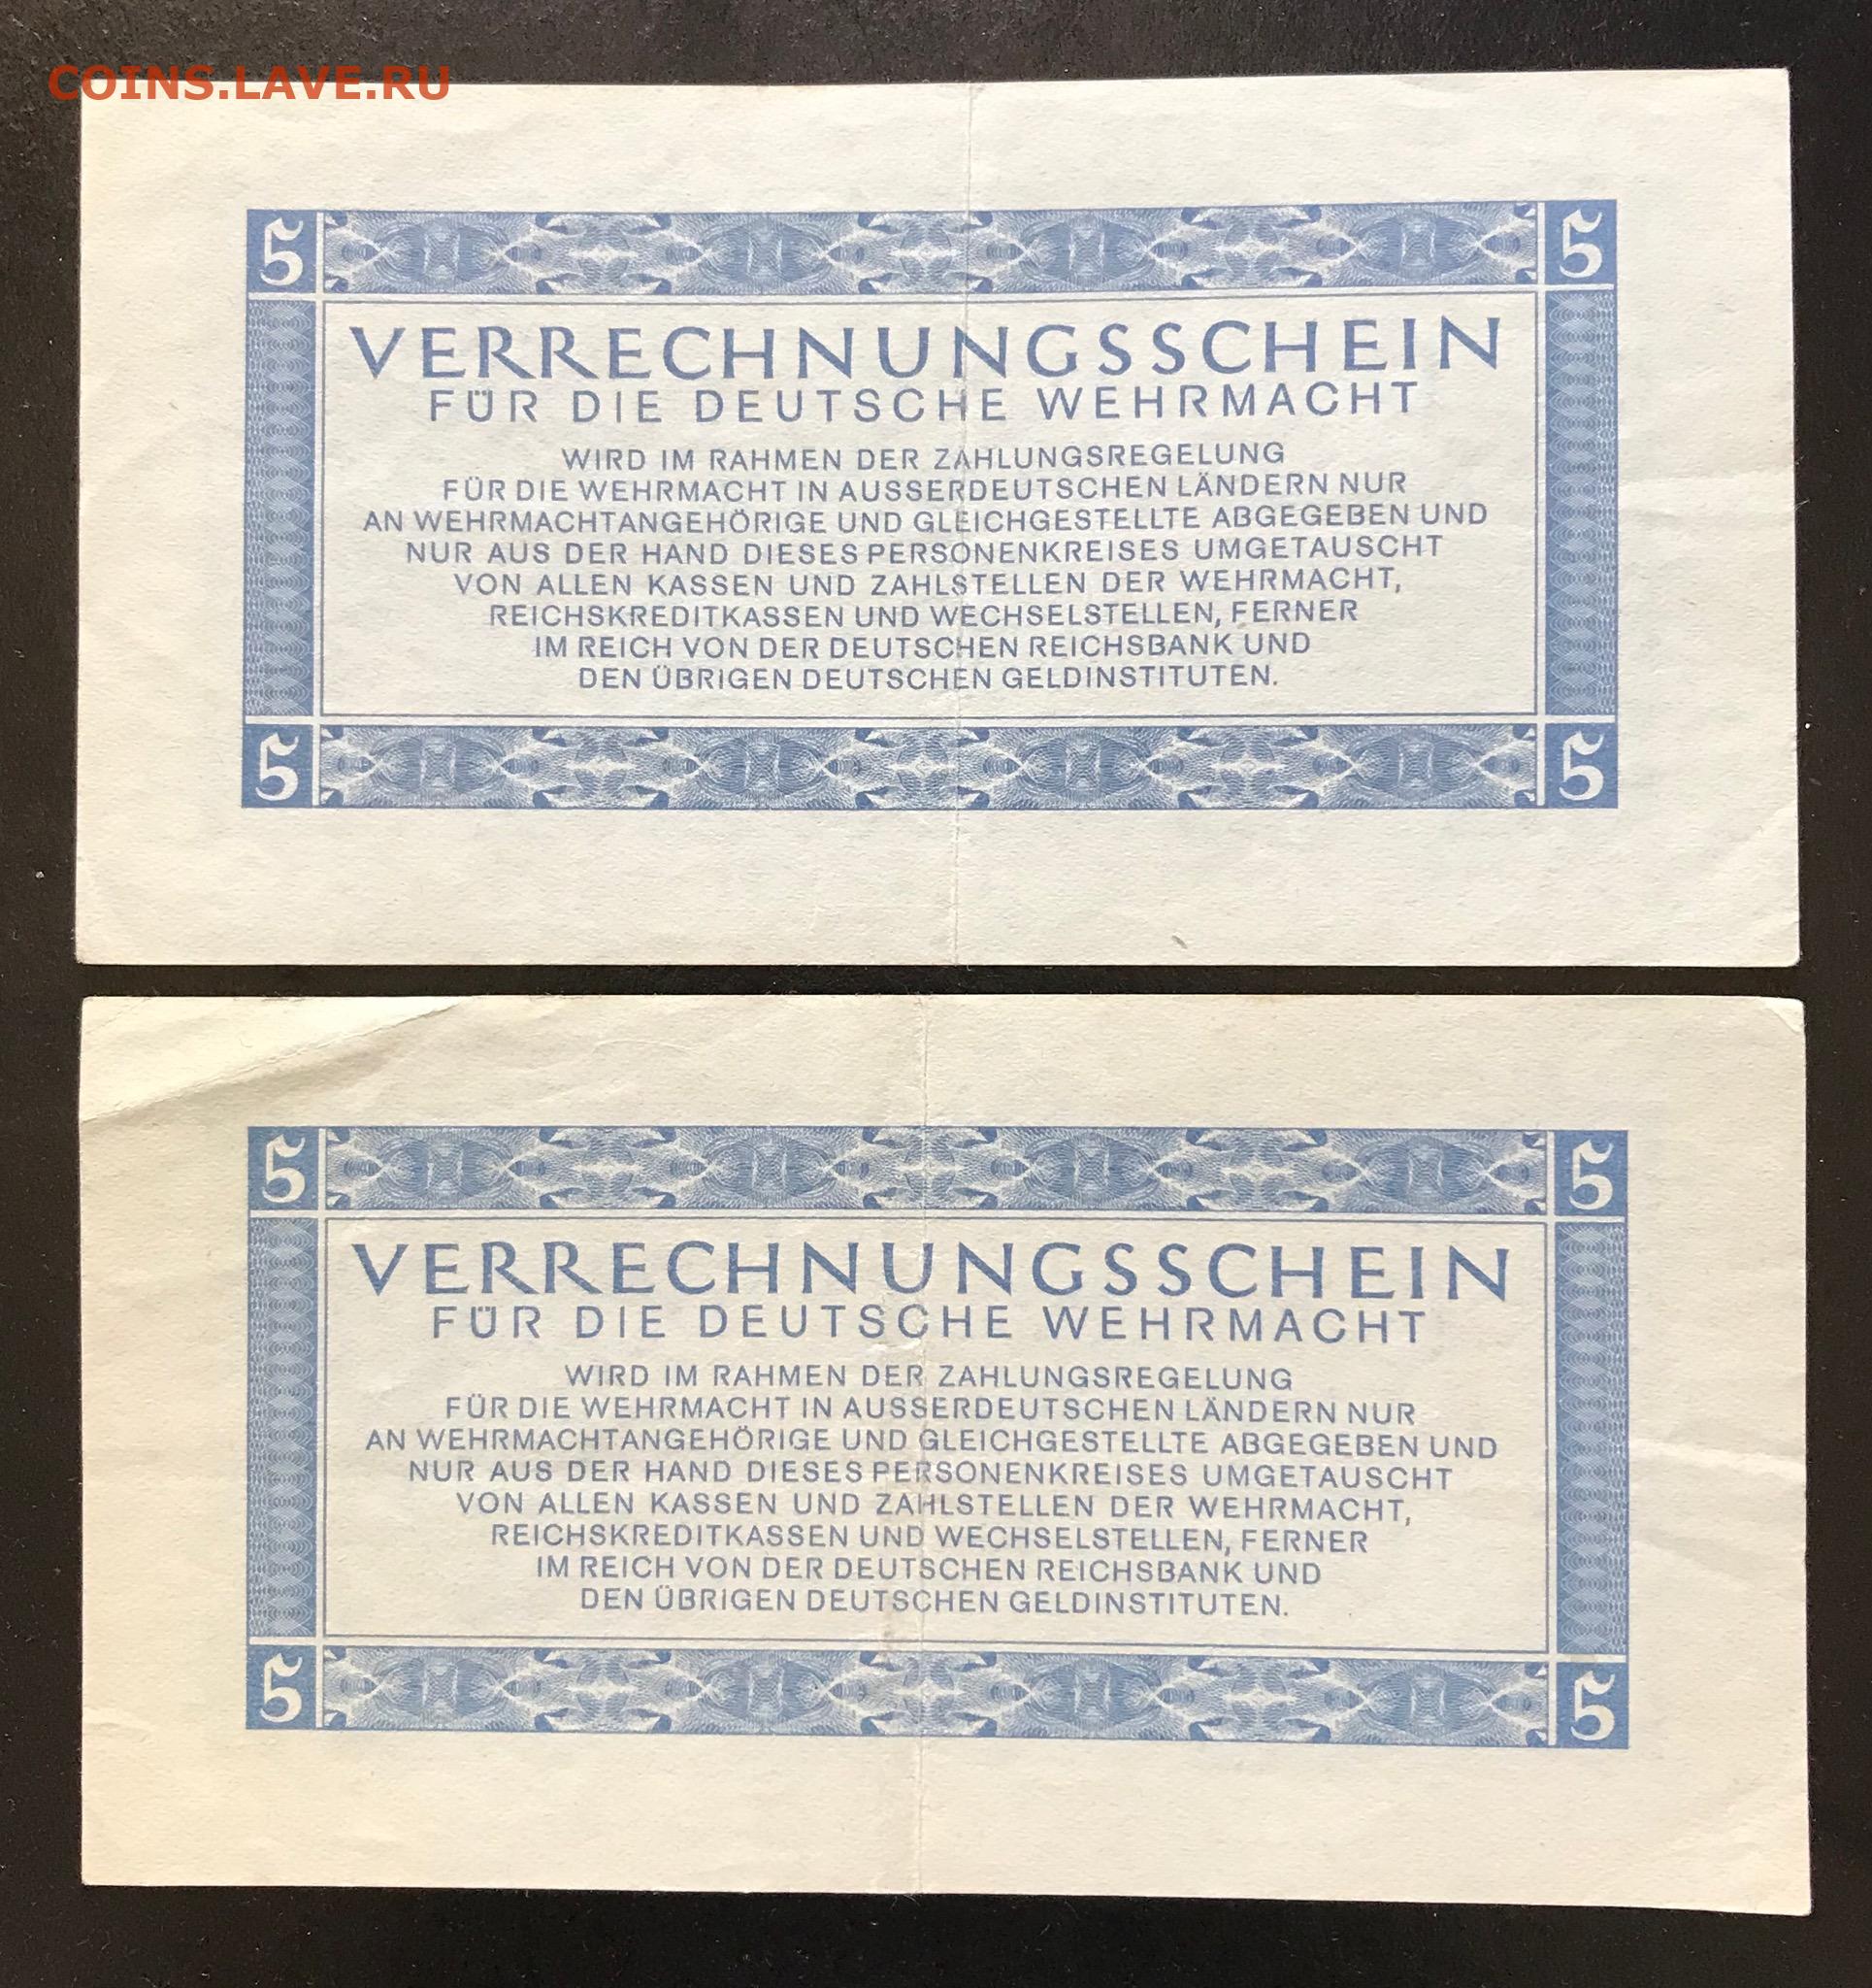 COINS.LAVE.RU
5 5
VERRECHNUNGSSCHEIN
FÜR DIE DEUTSCHE WEHRMACHT
WIRD IM RAHMEN DER ZAHLUNGSREGELUNG
FÜR DIE WEHRMACHT IN AUSSERDEUTSCHEN LÄNDERN NUR
AN WEHRMACHTANGEHÖRIGE UND GLEICHGESTELLTE ABGEGEBEN UND
NUR AUS DER HAND DIESES PERSONENKREISES UMGETAUSCHT
VON ALLEN KASSEN UND ZAHLSTELLEN DER WEHRMACHT,
REICHSKREDITKASSEN UND WECHSELSTELLEN, FERNER
IM REICH VON DER DEUTSCHEN REICHSBANK UND
DEN ÜBRIGEN DEUTSCHEN GELDINSTITUTEN.
5 5
5 5
VERRECHNUNGSSCHEIN
FÜR DIE DEUTSCHE WEHRMACHT
WIRD IM RAHMEN DER ZAHLUNGSREGELUNG
FÜR DIE WEHRMACHT IN AUSSERDEUTSCHEN LÄNDERN NUR
AN WEHRMACHTANGEHÖRIGE UND GLEICHGESTELLTE ABGEGEBEN UND
NUR AUS DER HAND DIESES PERSONENKREISES UMGETAUSCHT
VON ALLEN KASSEN UND ZAHLSTELLEN DER WEHRMACHT,
REICHSKREDITKASSEN UND WECHSELSTELLEN, FERNER
IM REICH VON DER DEUTSCHEN REICHSBANK UND
DEN ÜBRIGEN DEUTSCHEN GELDINSTITUTEN.
5 5